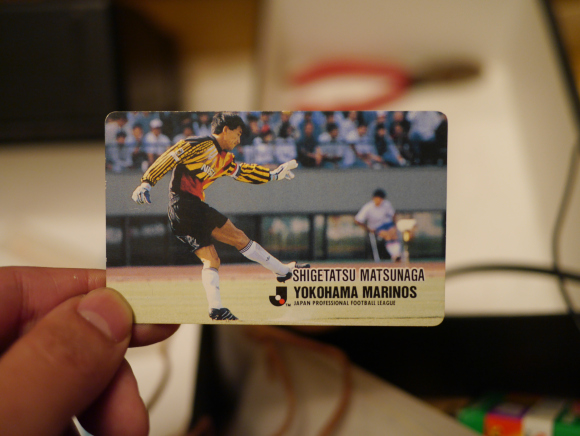 SHIGETATSU MATSUNAGA
YOKOHAMA MARINOS
JAPAN PROFESSIONAL FOOTBALL LEAGUE